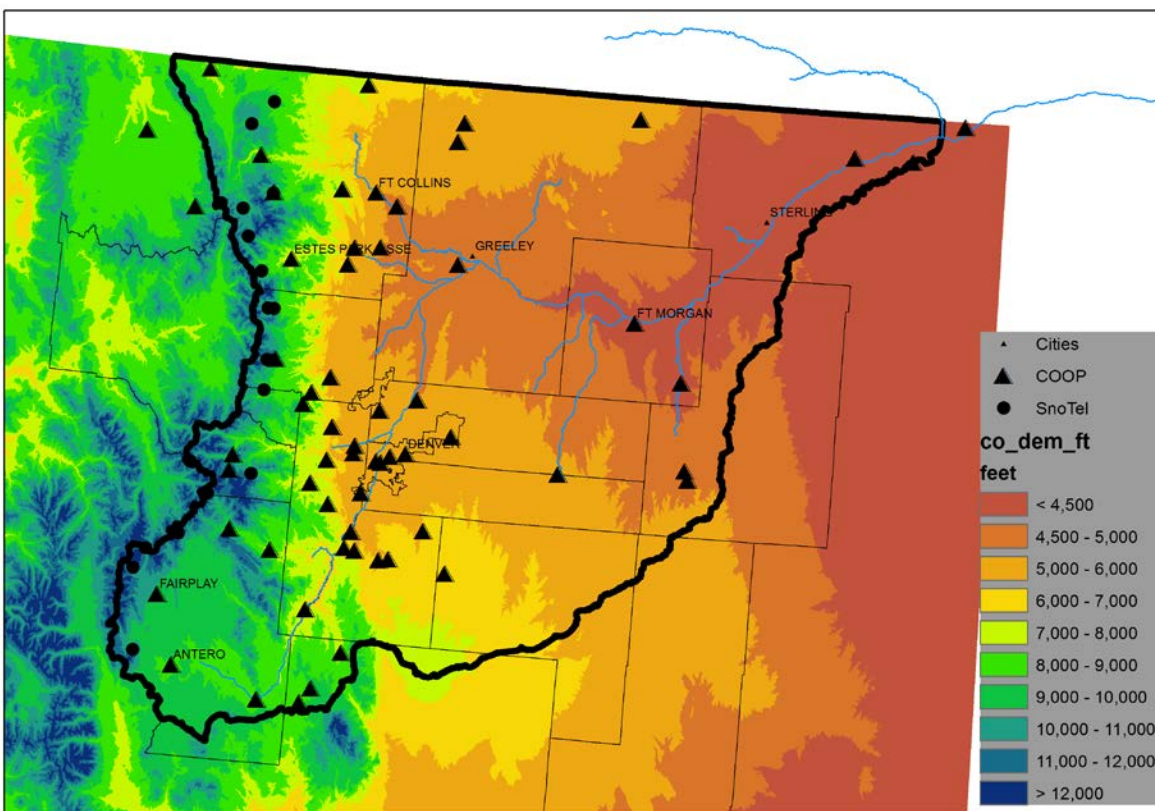 FT COLLINS
STERLING
ESTES PARK
GREELEY
FT MORGAN
DENVER
FAIRPLAY
ANTERO
Cities
COOP
SnoTel
co_dem_ft
feet
< 4,500
4,500 - 5,000
5,000 - 6,000
6,000 - 7,000
7,000 - 8,000
8,000 - 9,000
9,000 - 10,000
10,000 - 11,000
11,000 - 12,000
> 12,000